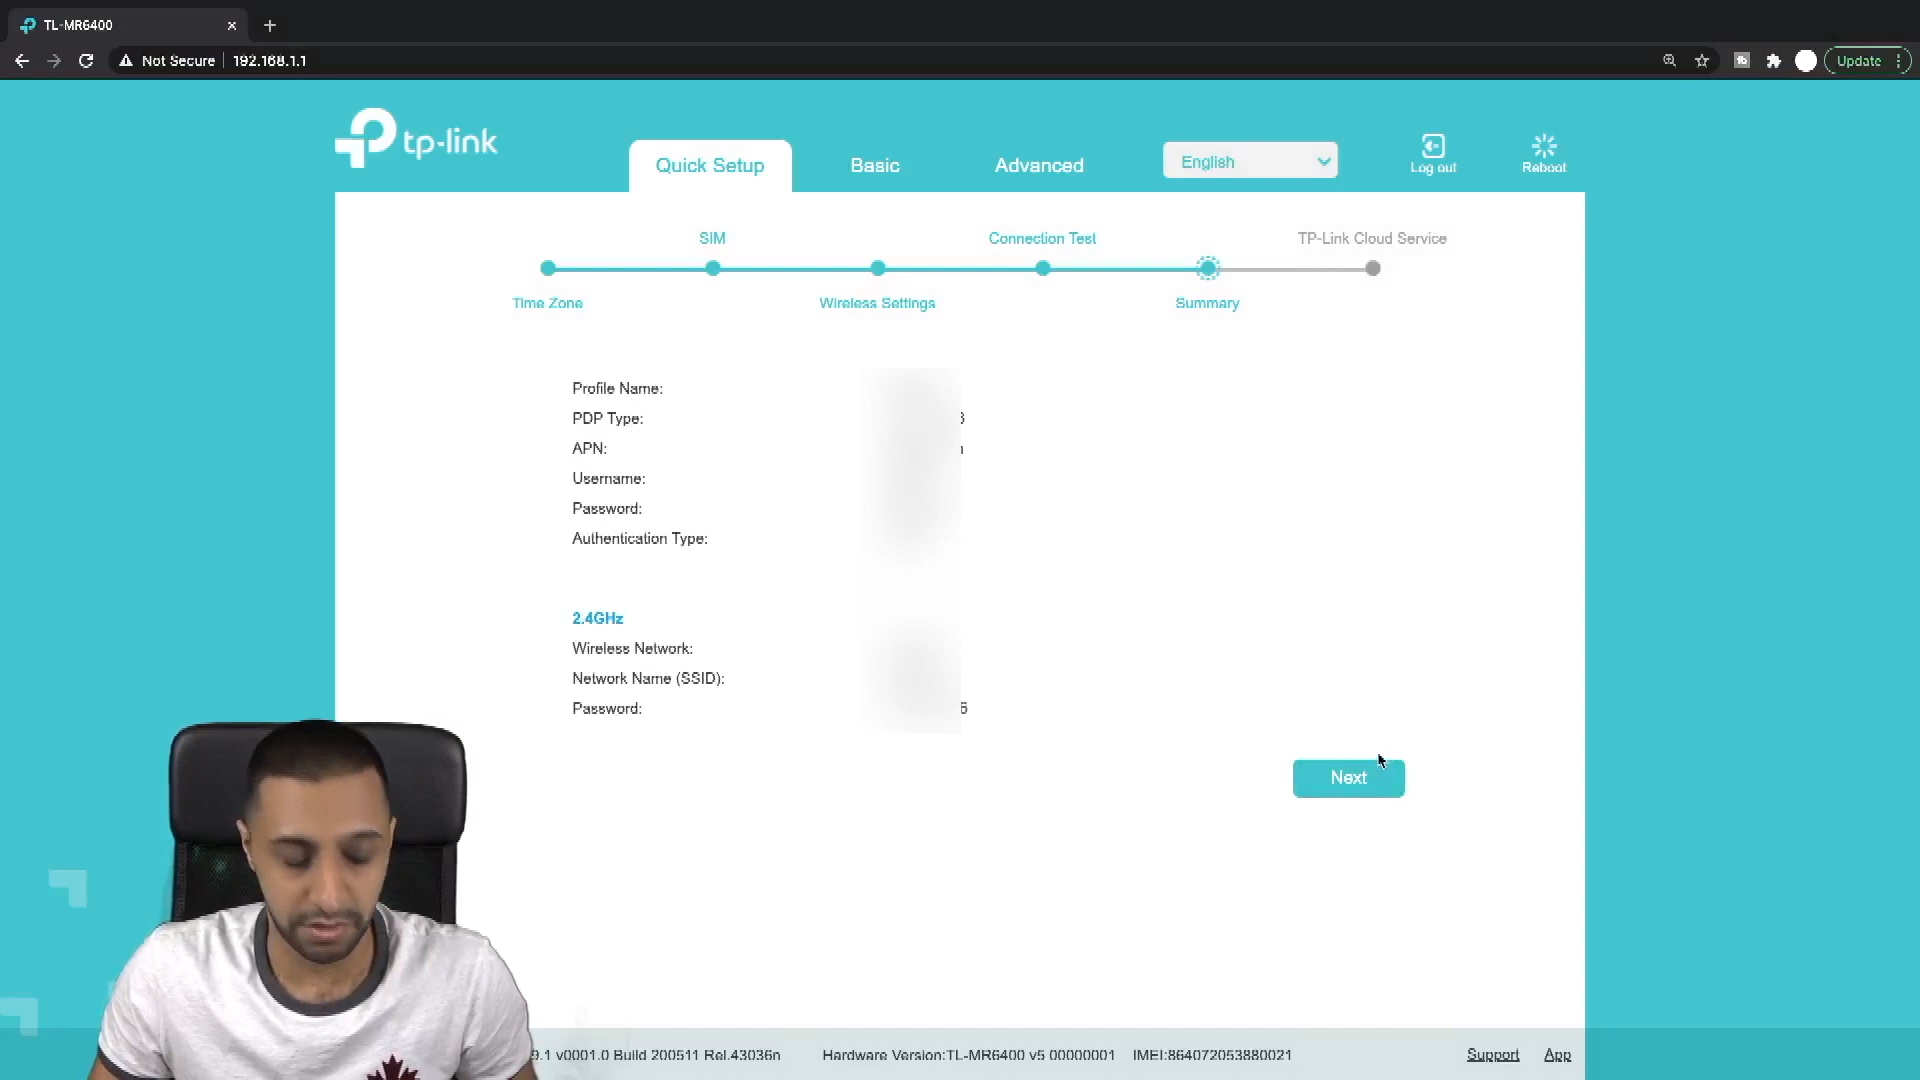 TL-MR6400
Not Secure 192.168.1.1
Update
tp-link
Quick Setup Basic Advanced English Log out Reboot
SIM Connection Test TP-Link Cloud Service
Time Zone Wireless Settings Summary
Profile Name:
PDP Type:
APN:
Username:
Password:
Authentication Type:
2.4GHz
Wireless Network:
Network Name (SSID):
Password:
Next
9.1 v0001.0 Build 200511 Rel.43036n Hardware Version:TL-MR6400 v5 00000001 IMEI:864072053880021 Support App